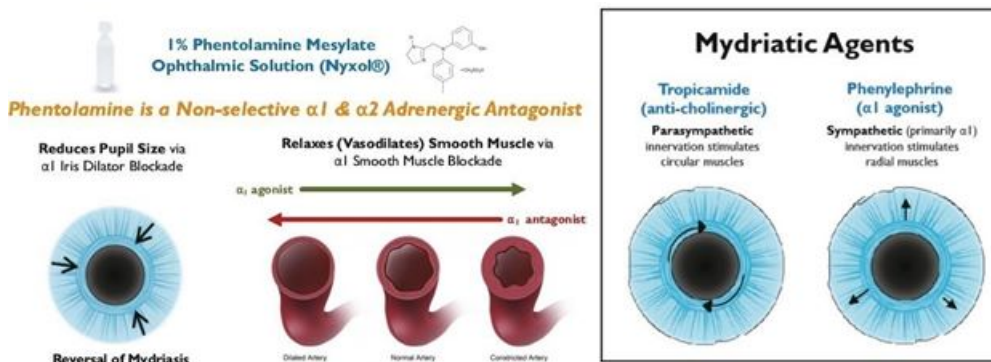 1% Phentolamine Mesylate
Ophthalmic Solution (Nyxol®)
Phentolamine is a Non-selective α1 & α2 Adrenergic Antagonist
Reduces Pupil Size via
α1 Iris Dilator Blockade
Reversal of Mydriasis
Relaxes (Vasodilates) Smooth Muscle via
α1 Smooth Muscle Blockade
α₁ agonist
α₁ antagonist
Dilated Artery
Normal Artery
Constricted Artery
Mydriatic Agents
Tropicamide
(anti-cholinergic)
Parasympathetic
innervation stimulates
circular muscles
Phenylephrine
(α1 agonist)
Sympathetic (primarily α1)
innervation stimulates
radial muscles